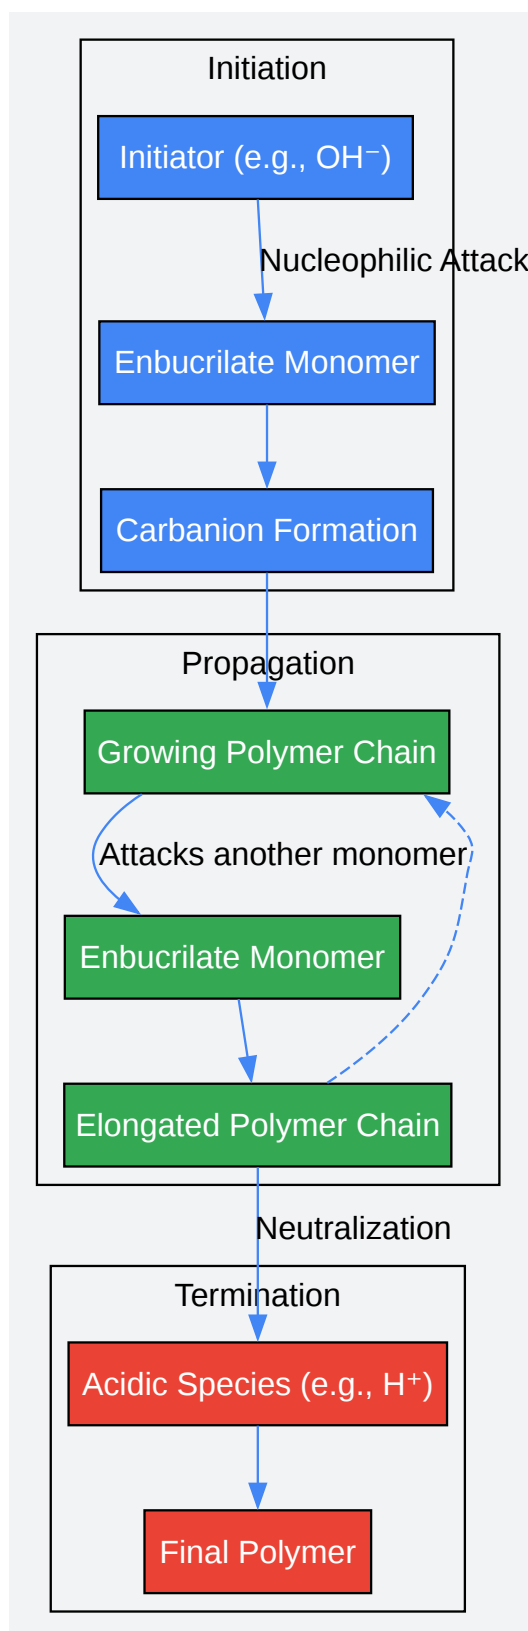 Initiation
Initiator (e.g., OH⁻)
Nucleophilic Attack
Enbucrilate Monomer
Carbanion Formation
Propagation
Growing Polymer Chain
Attacks another monomer
Enbucrilate Monomer
Elongated Polymer Chain
Neutralization
Termination
Acidic Species (e.g., H⁺)
Final Polymer